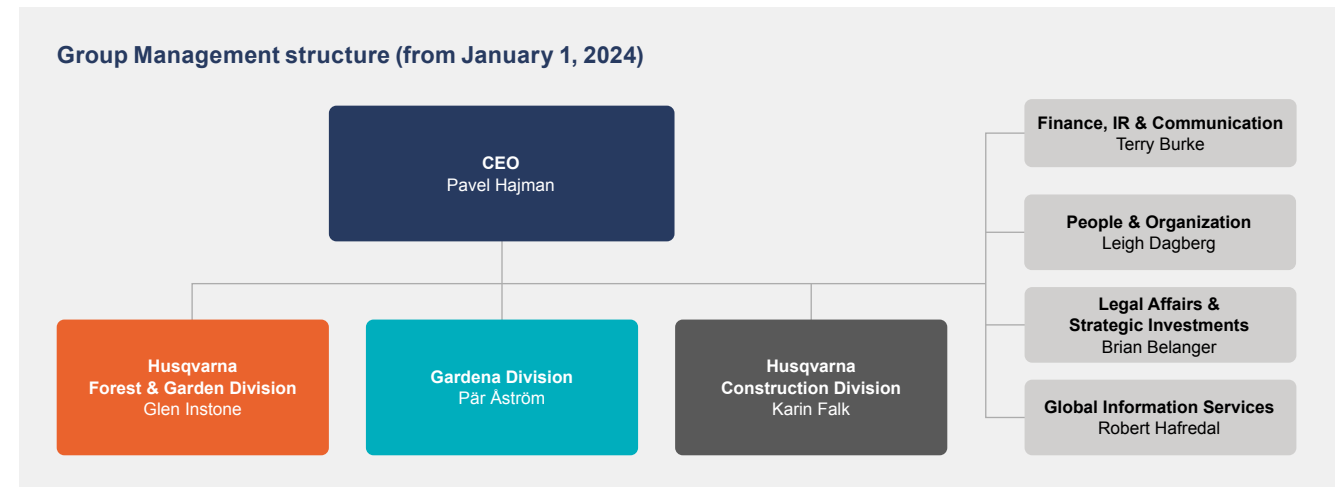 Group Management structure (from January 1, 2024)
CEO
Pavel Hajman
Husqvarna
Forest & Garden Division
Glen Instone
Gardena Division
Pär Åström
Husqvarna
Construction Division
Karin Falk
Finance, IR & Communication
Terry Burke
People & Organization
Leigh Dagberg
Legal Affairs &
Strategic Investments
Brian Belanger
Global Information Services
Robert Hafredal